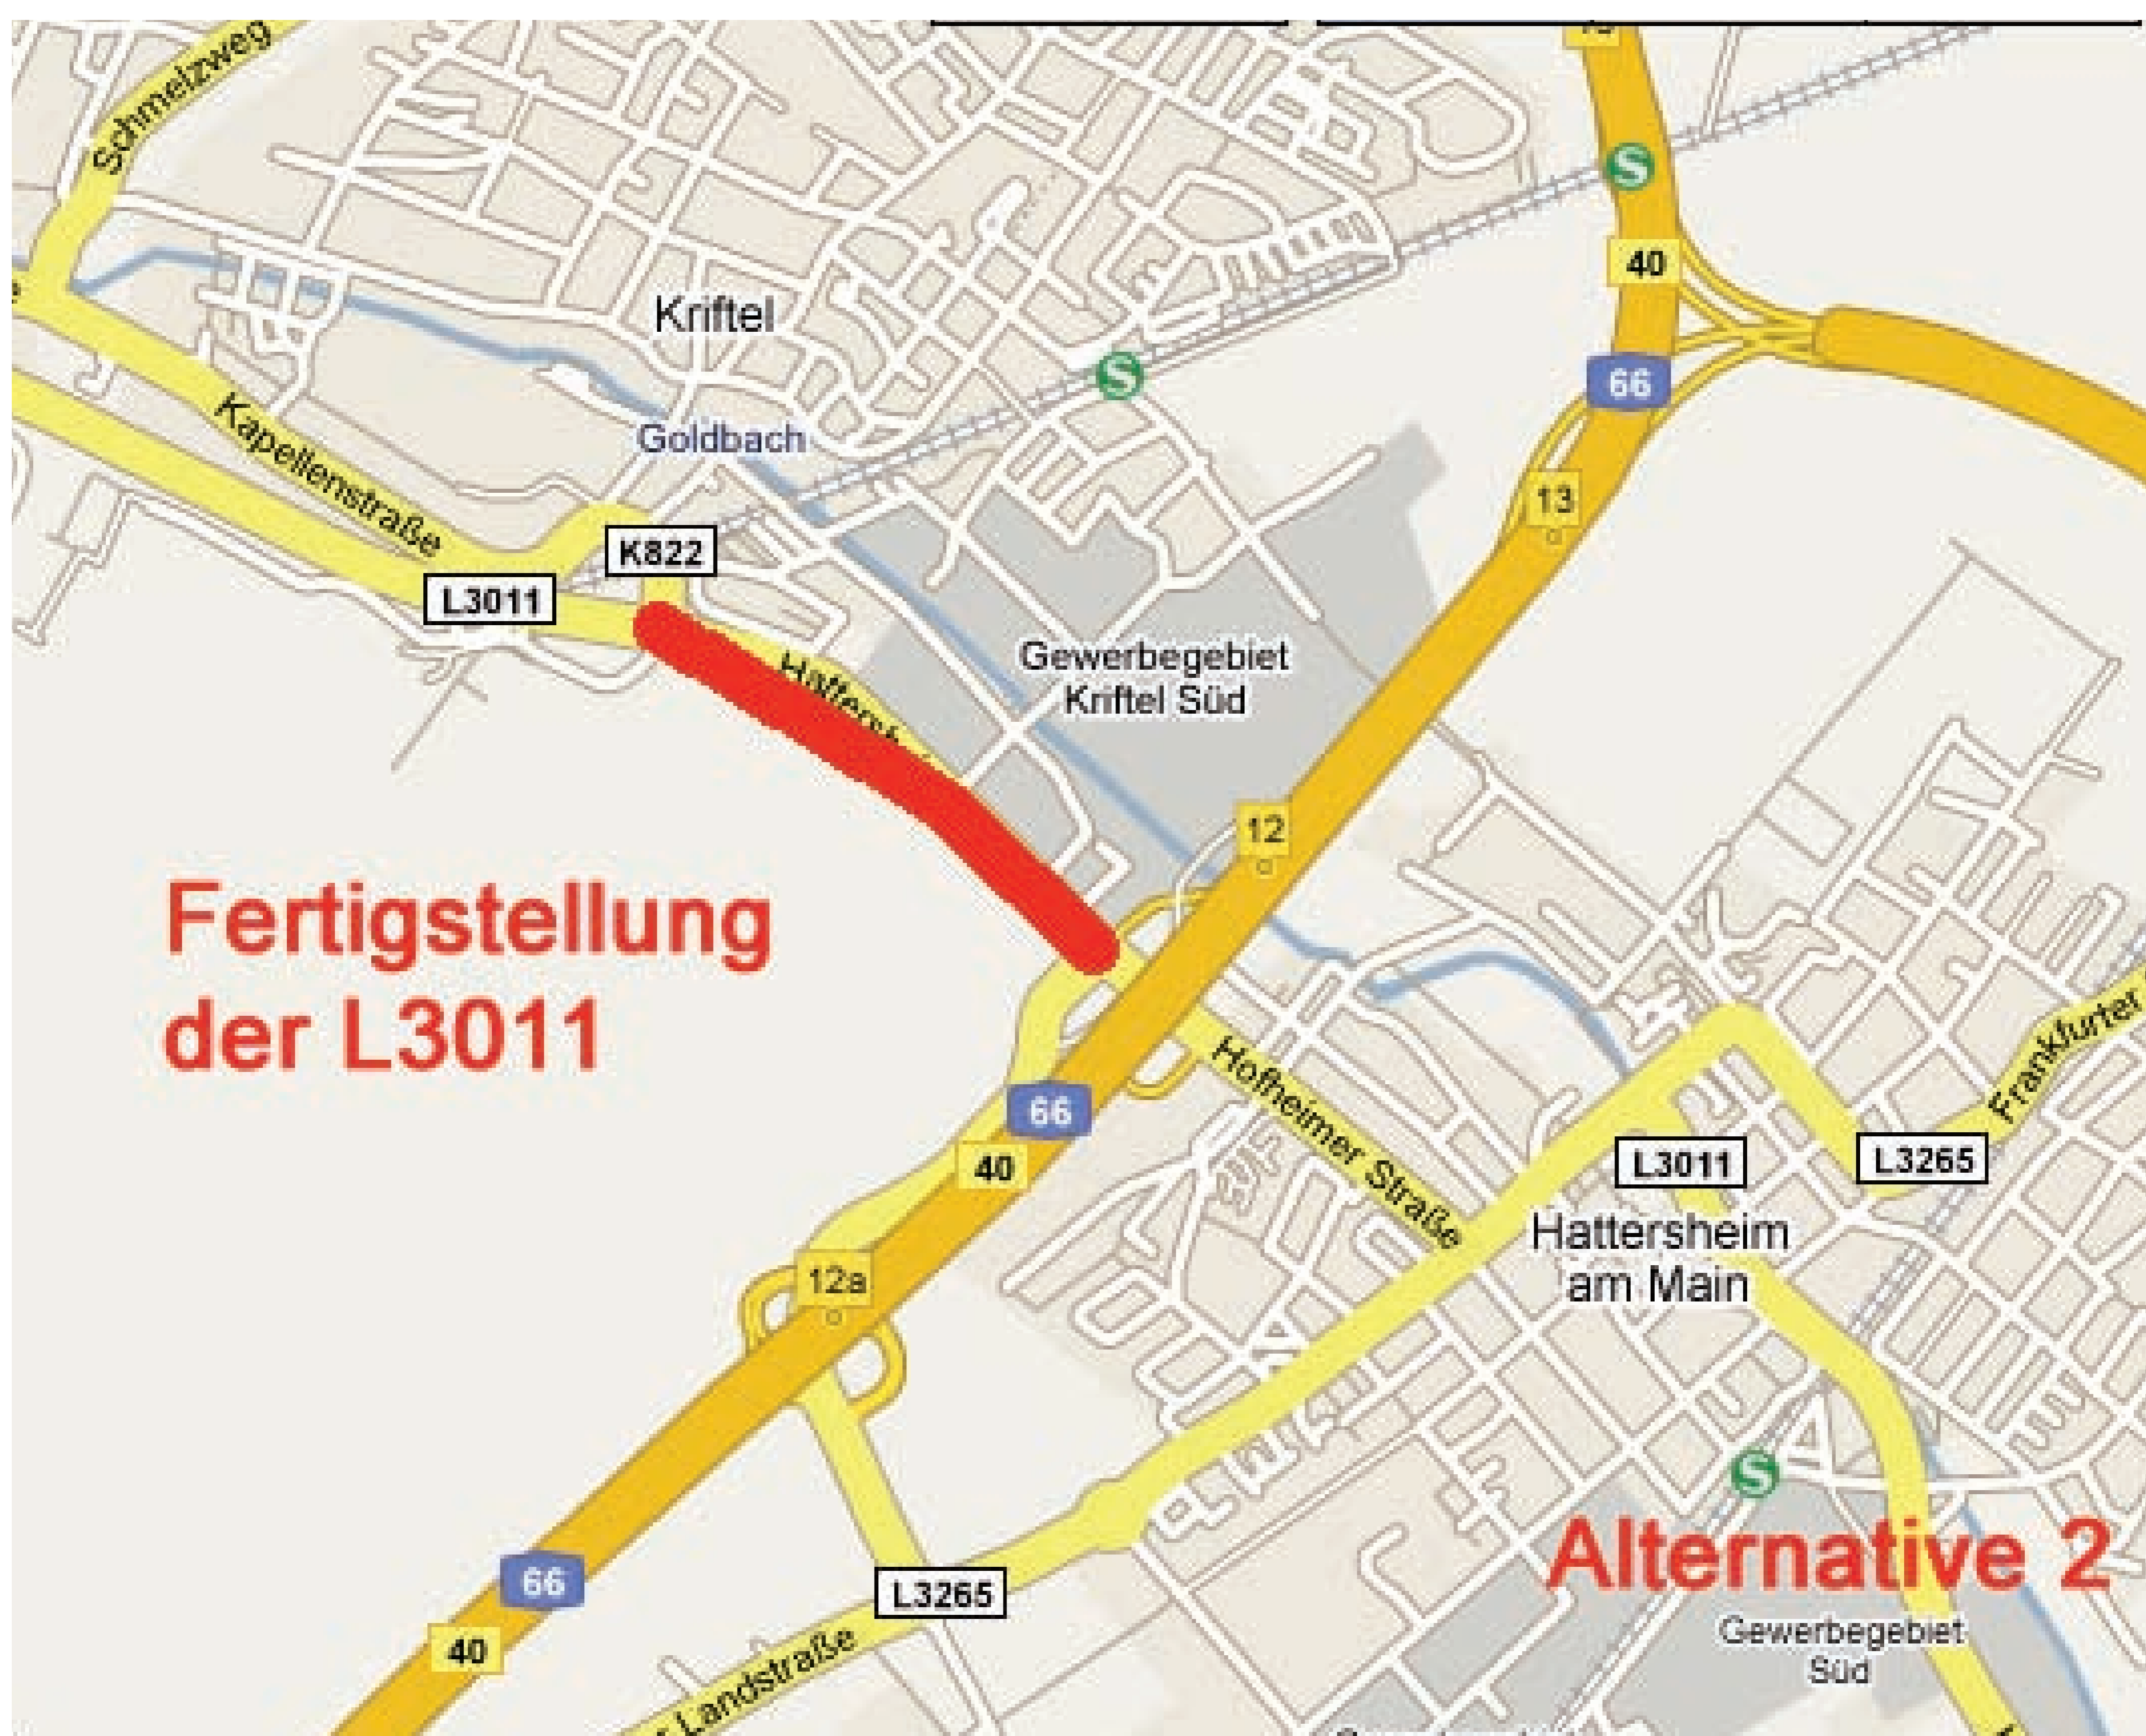 Schmelzweg
S
40
Kriftel
S
66
Goldbach
Kapellenstraße
13
K822
L3011
Gewerbegebiet
Kriftel Süd
12
Fertigstellung
der L3011
Hofheimer Straße
Frankfurter
66
40
L3011
L3265
Hattersheim
am Main
12a
S
Alternative 2
66
L3265
Gewerbegebiet
Süd
40
Landstraße